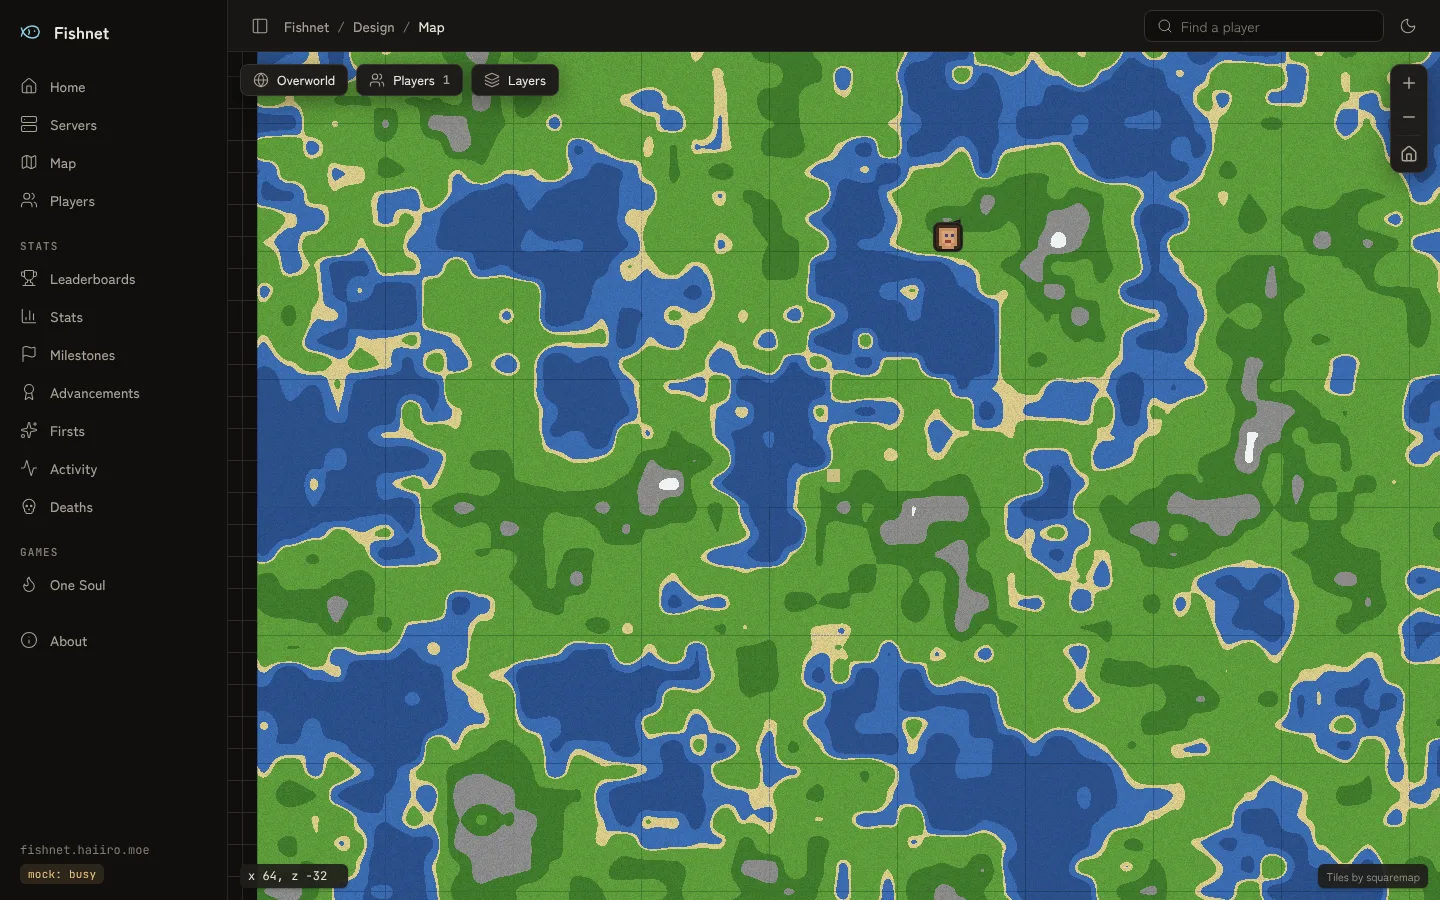 Fishnet
Fishnet / Design / Map
Find a player
Home
Servers
Map
Players
STATS
Leaderboards
Stats
Milestones
Advancements
Firsts
Activity
Deaths
GAMES
One Soul
About
fishnet.haiiro.moe
mock: busy
Overworld
Players 1
Layers
x 64, z -32
Tiles by squaremap